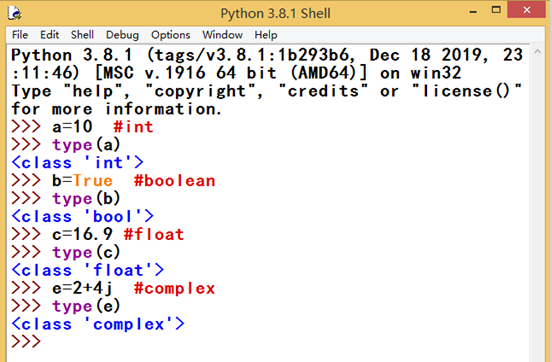 Python 3.8.1 Shell
File Edit Shell Debug Options Window Help
Python 3.8.1 (tags/v3.8.1:1b293b6, Dec 18 2019, 23
:11:46) [MSC v.1916 64 bit (AMD64)] on win32
Type "help", "copyright", "credits" or "license()"
for more information.
>>> a=10  #int
>>> type(a)
<class 'int'>
>>> b=True  #boolean
>>> type(b)
<class 'bool'>
>>> c=16.9 #float
>>> type(c)
<class 'float'>
>>> e=2+4j  #complex
>>> type(e)
<class 'complex'>
>>>